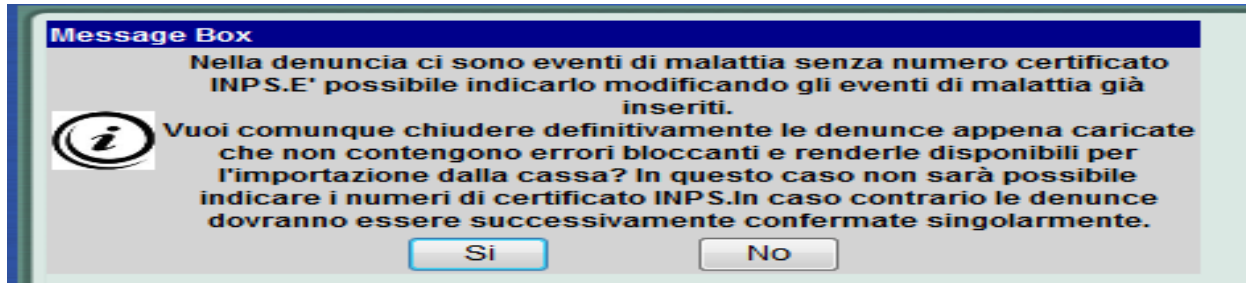 Message Box
Nella denuncia ci sono eventi di malattia senza numero certificato
INPS.E' possibile indicarlo modificando gli eventi di malattia già
inseriti.
Vuoi comunque chiudere definitivamente le denunce appena caricate
che non contengono errori bloccanti e renderle disponibili per
l'importazione dalla cassa? In questo caso non sarà possibile
indicare i numeri di certificato INPS.In caso contrario le denunce
dovranno essere successivamente confermate singolarmente.
Si No